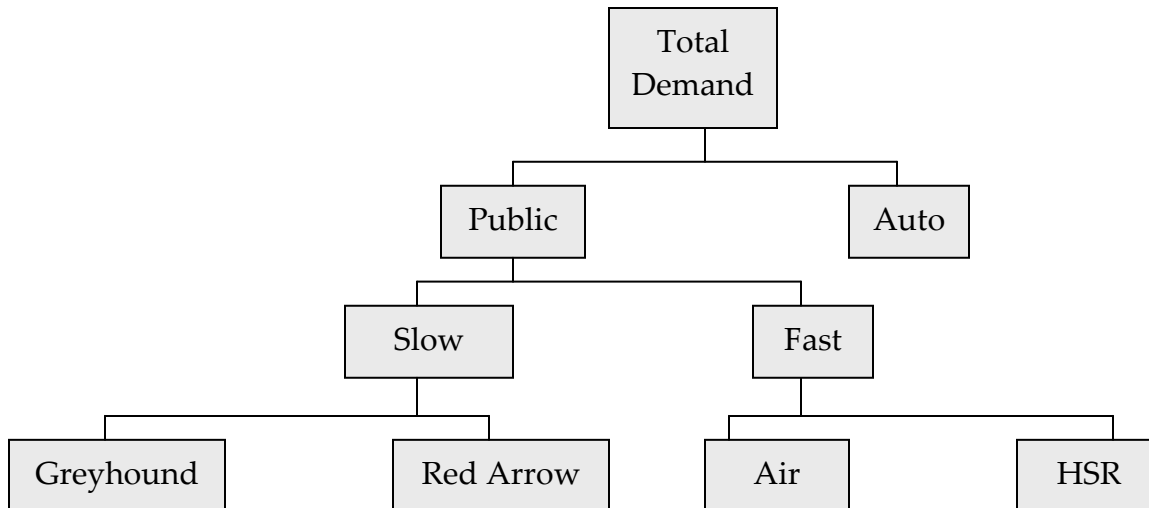 Total
Demand
Public
Auto
Slow
Fast
Greyhound
Red Arrow
Air
HSR